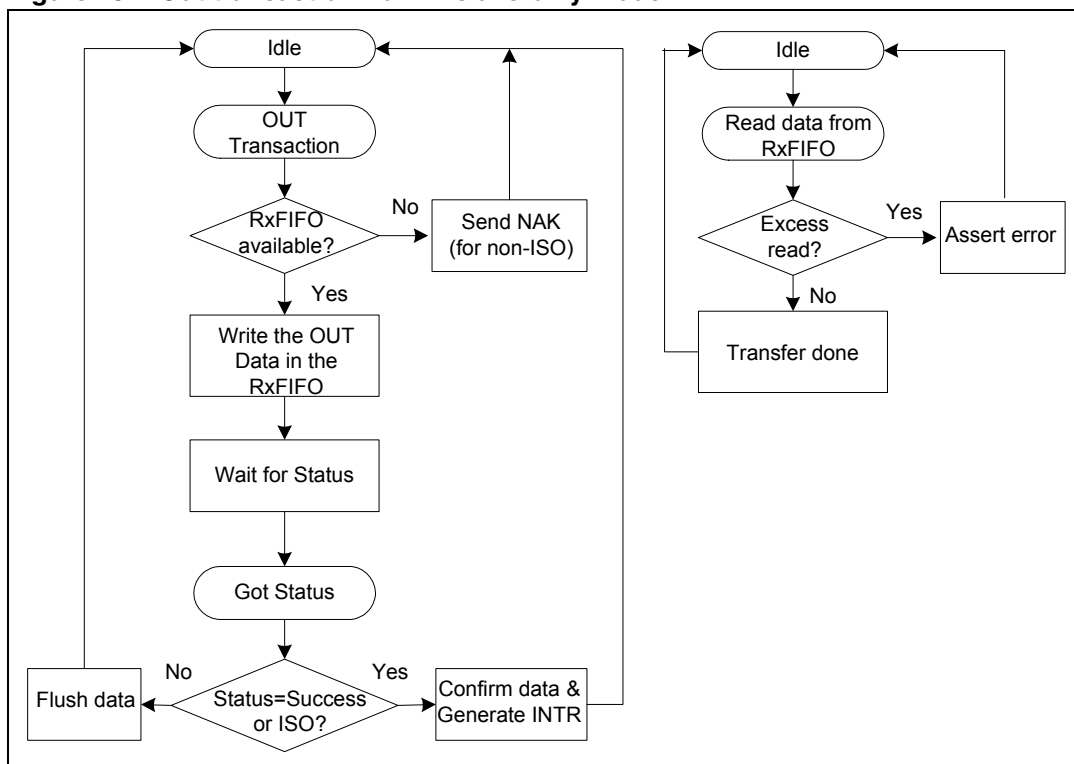 Idle
OUT
Transaction
RxFIFO
available?
No
Send NAK
(for non-ISO)
Yes
Write the OUT
Data in the
RxFIFO
Wait for Status
Got Status
Status=Success
or ISO?
No
Flush data
Yes
Confirm data &
Generate INTR
Idle
Read data from
RxFIFO
Excess
read?
Yes
Assert error
No
Transfer done